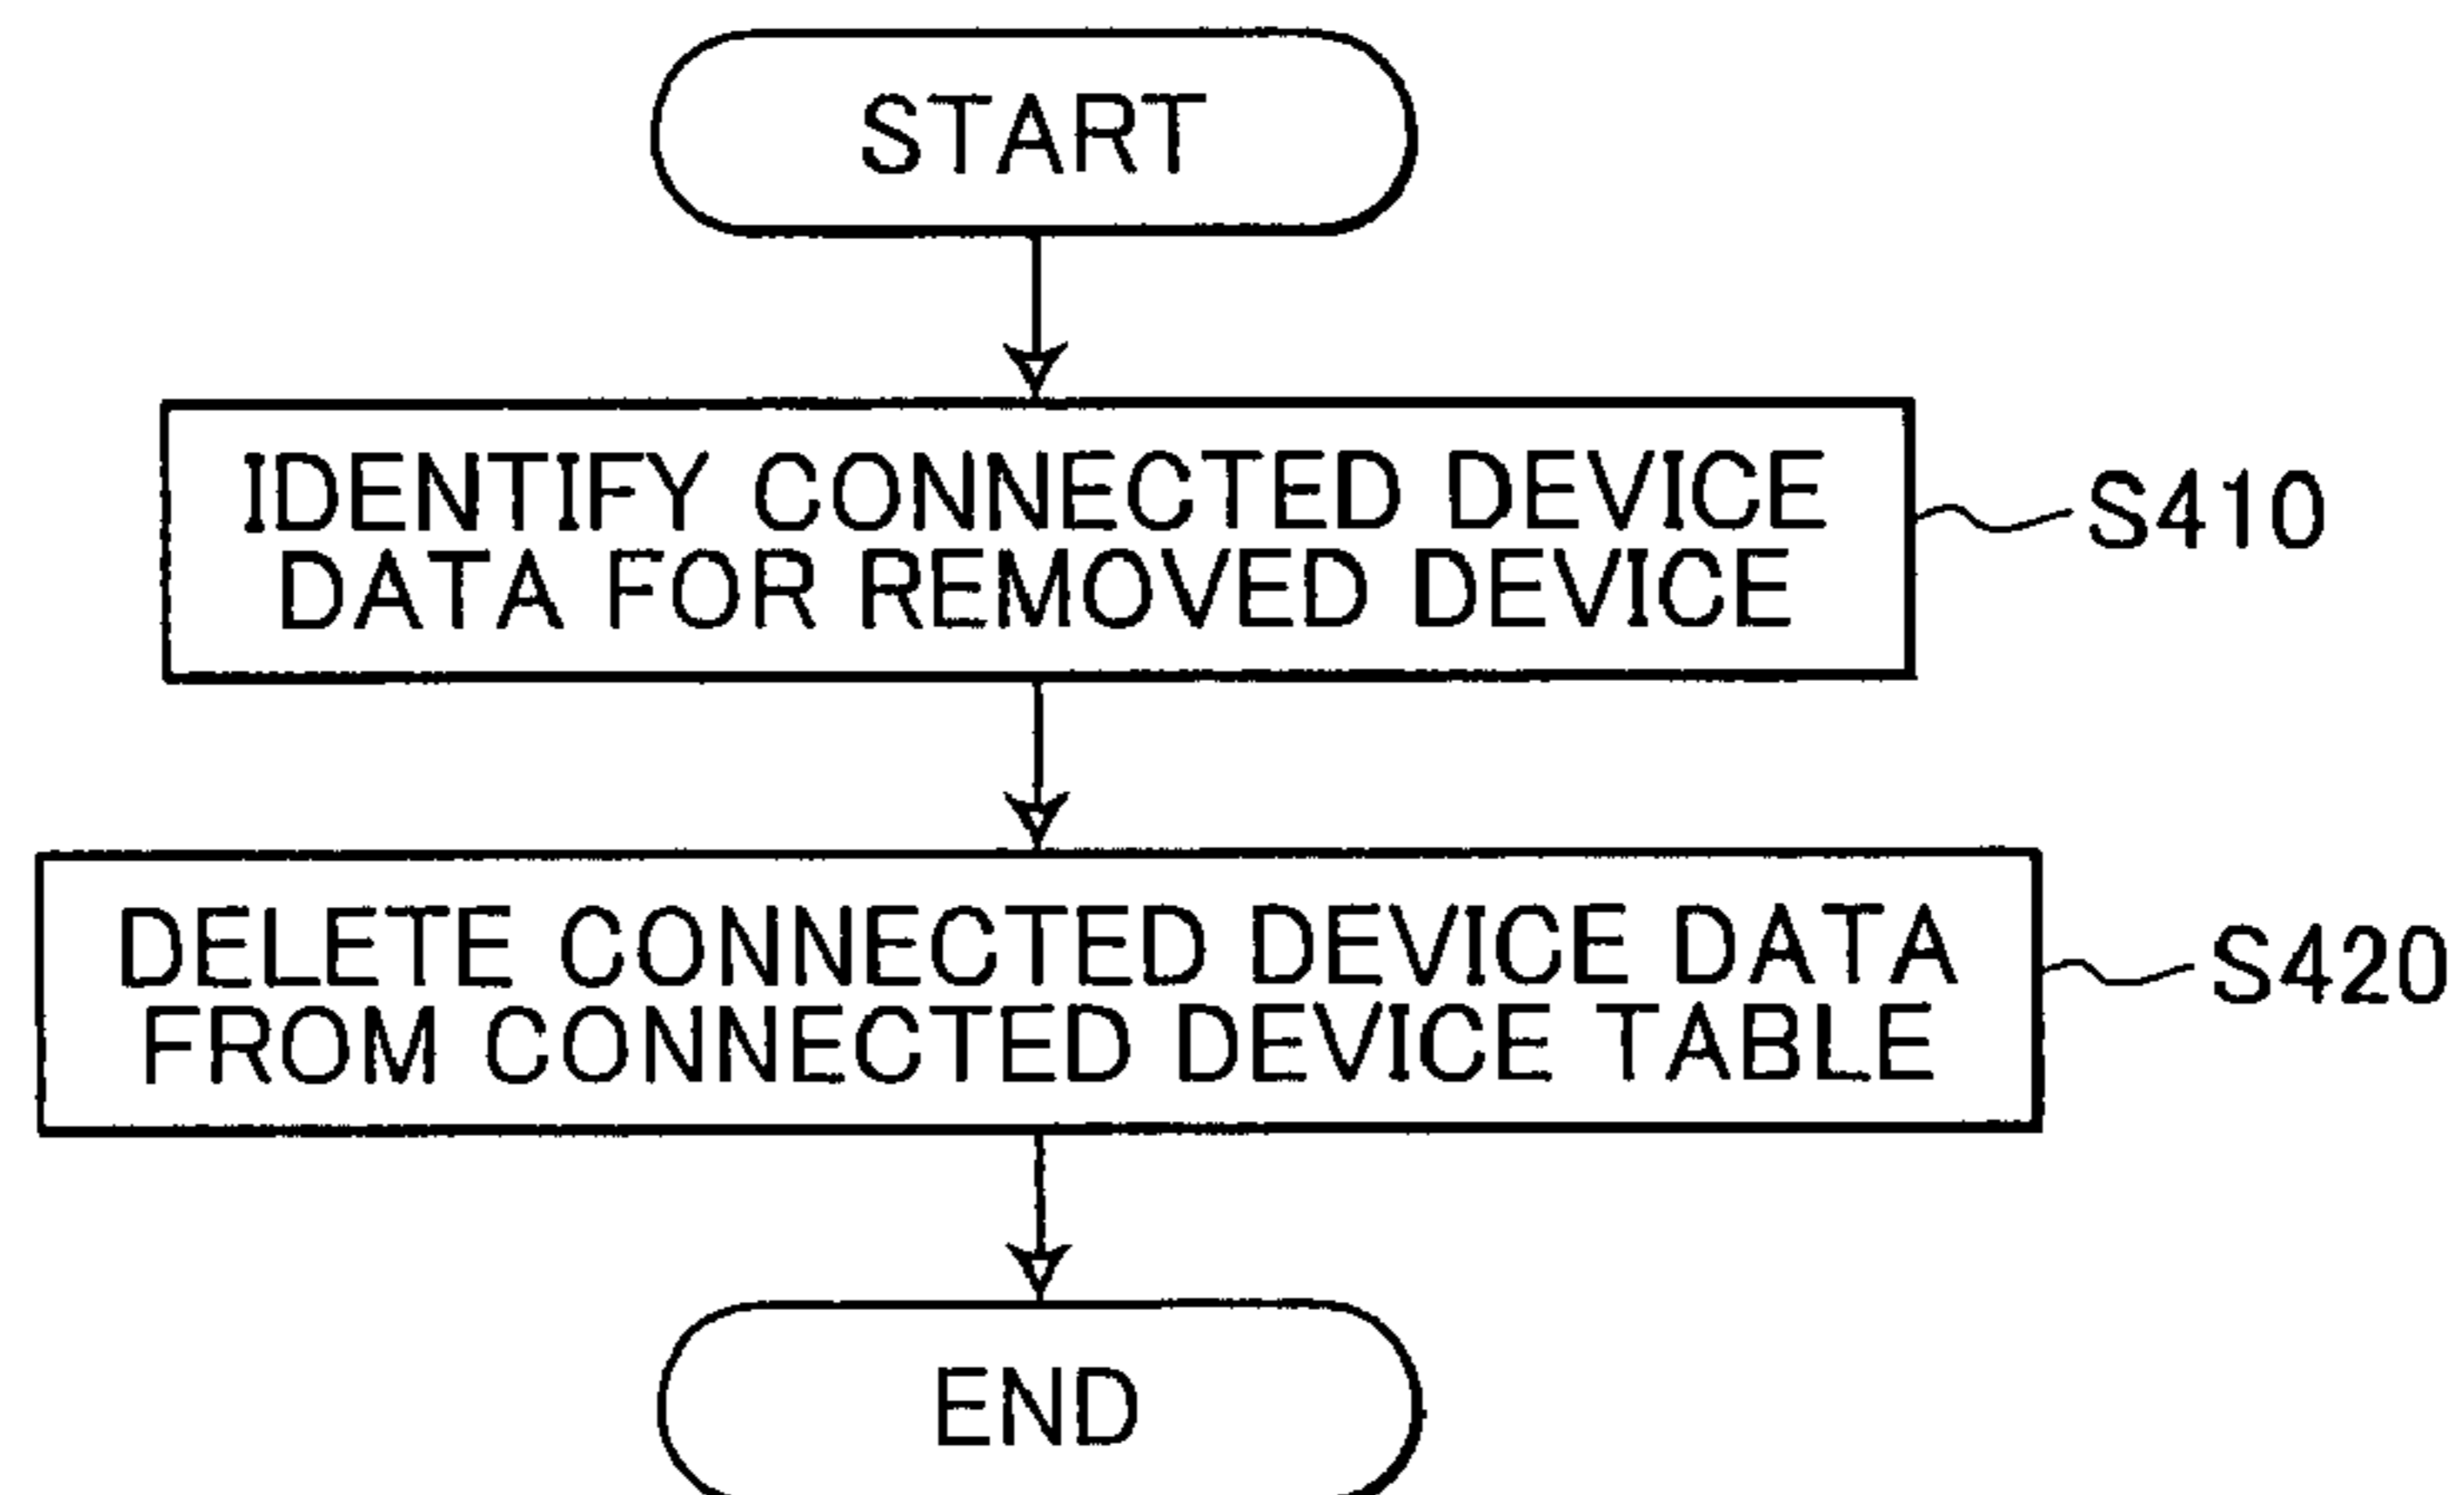 START
IDENTIFY CONNECTED DEVICE
DATA FOR REMOVED DEVICE
S410
DELETE CONNECTED DEVICE DATA
FROM CONNECTED DEVICE TABLE
S420
END